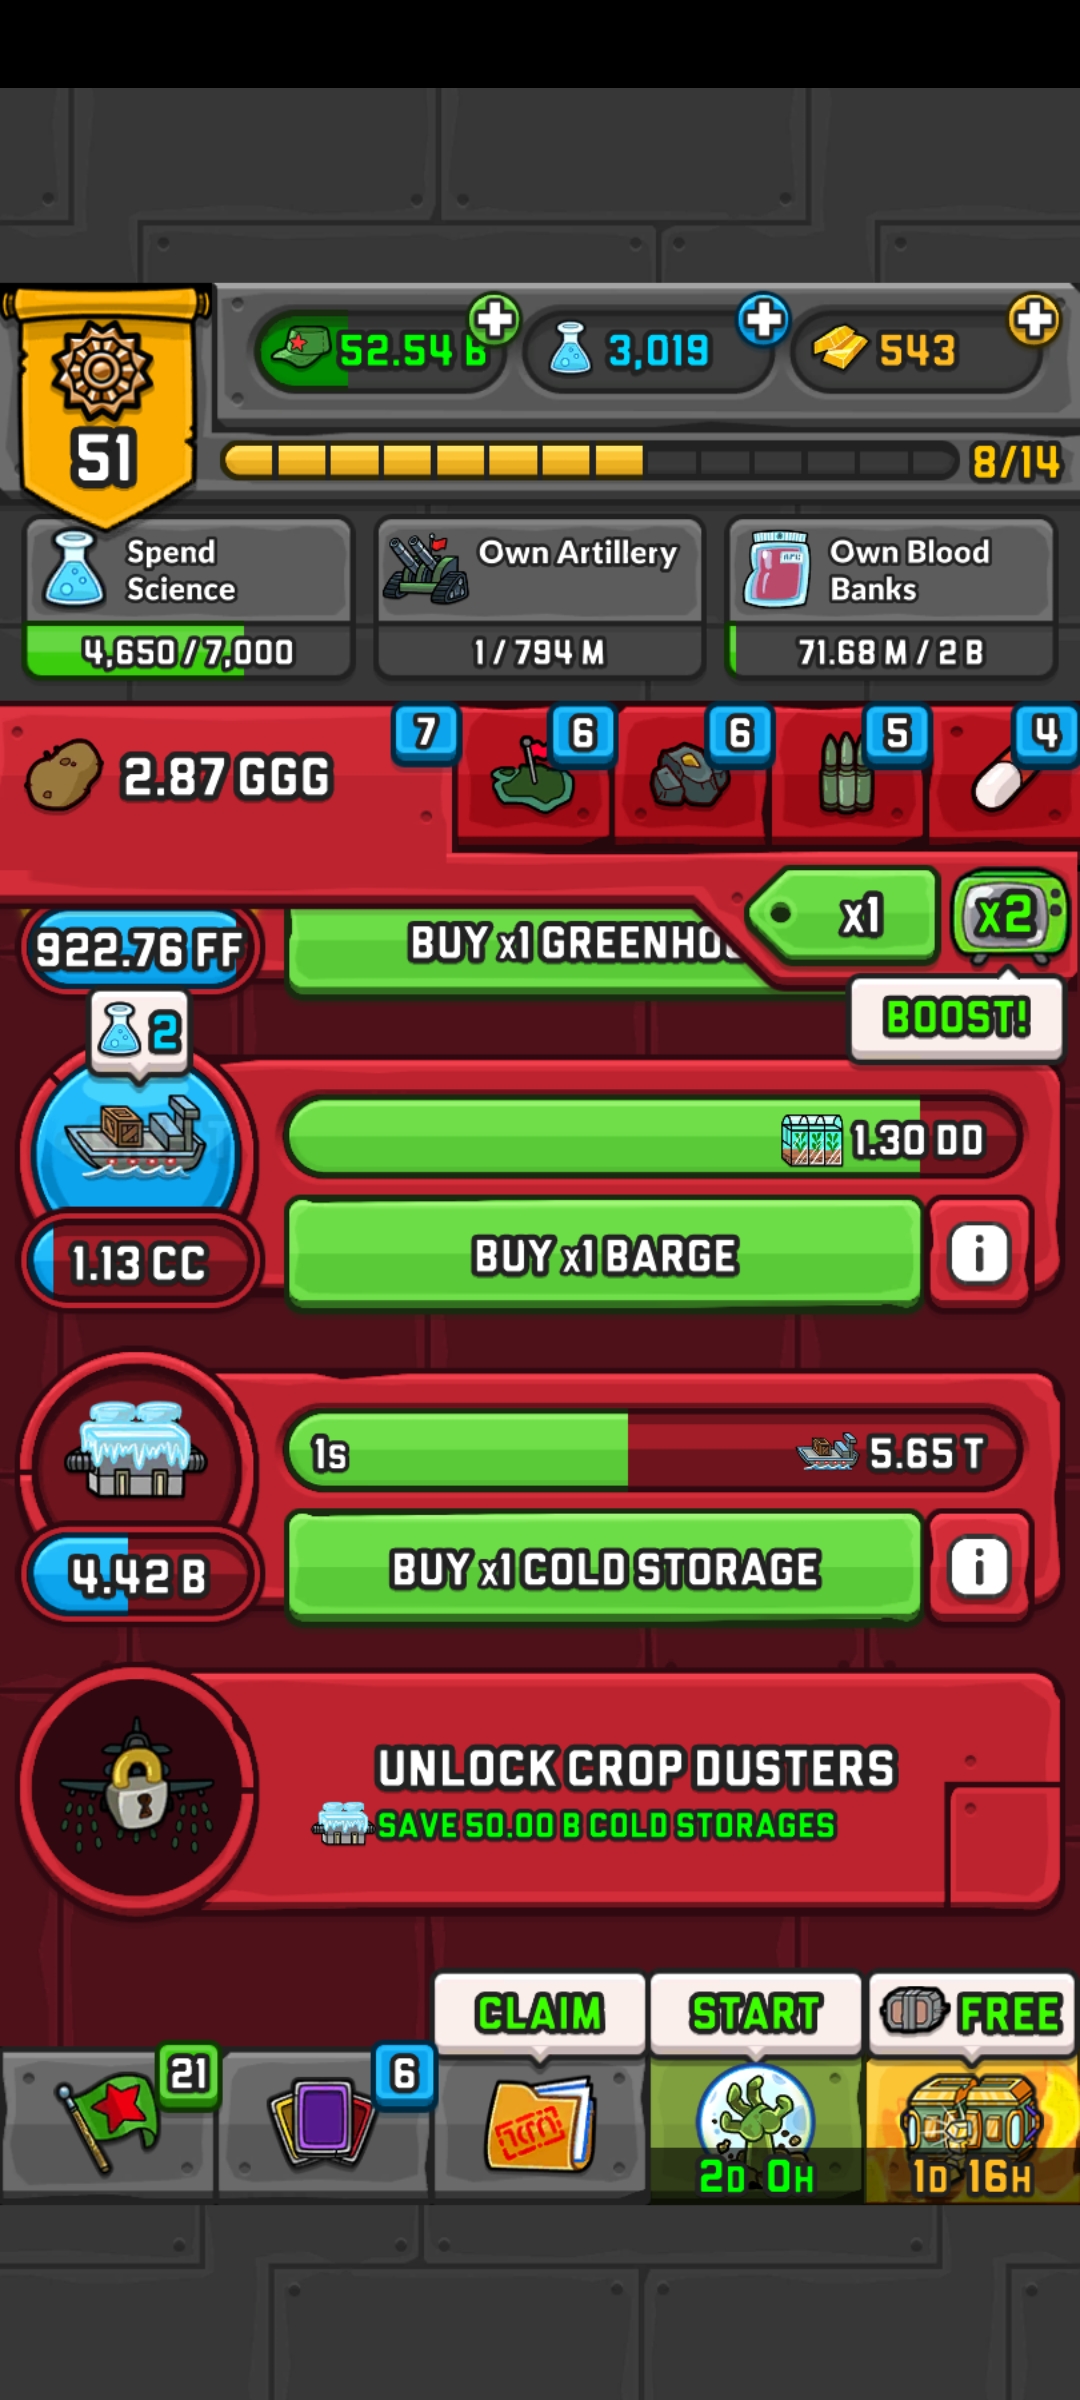 52.54 B
3,019
543
51
8/14
Spend
Science
4,650/7,000
Own Artillery
1/794 M
Own Blood
Banks
71.68 M/2 B
2.87 GGG
7
6
6
5
4
x1
x2
BOOST!
922.76 FF
BUY x1 GREENHO
2
1.30 DD
1.13 CC
BUY x1 BARGE
i
1s
5.65 T
4.42 B
BUY x1 COLD STORAGE
i
UNLOCK CROP DUSTERS
SAVE 50.00 B COLD STORAGES
CLAIM
START
FREE
21
6
2D 0H
1D 16H